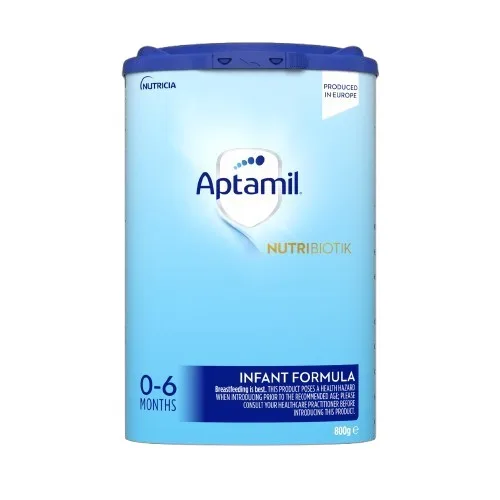 NUTRICIA
PRODUCED
IN EUROPE
Aptamil
NUTRIBIOTIK
0-6
MONTHS
INFANT FORMULA
Breastfeeding is best. THIS PRODUCT POSES A HEALTH HAZARD
WHEN INTRODUCING PRIOR TO THE RECOMMENDED AGE; PLEASE
CONSULT YOUR HEALTHCARE PRACTITIONER BEFORE
INTRODUCING THIS PRODUCT.
800g ℮